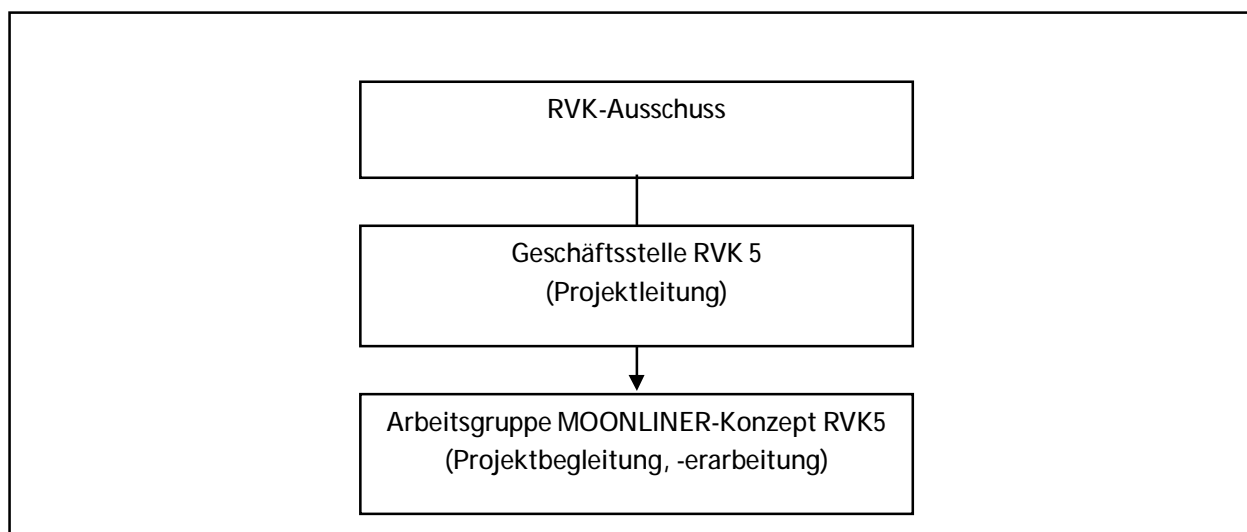 RVK-Ausschuss
Geschäftsstelle RVK 5
(Projektleitung)
Arbeitsgruppe MOONLINER-Konzept RVK5
(Projektbegleitung, -erarbeitung)